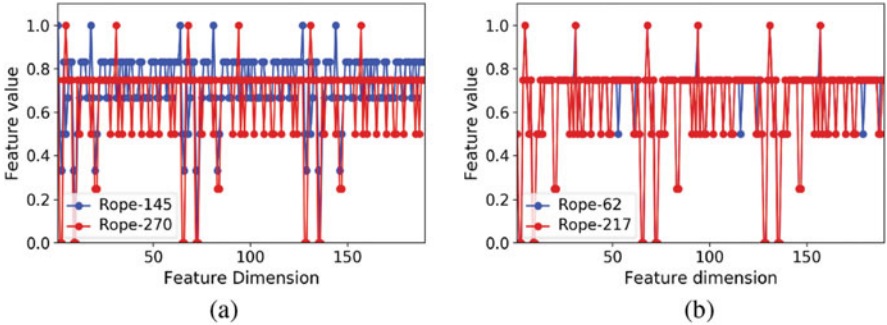 1.0
0.8
0.6
0.4
0.2
0.0
Feature value
Rope-145
Rope-270
50
100
150
Feature Dimension
(a)
1.0
0.8
0.6
0.4
0.2
0.0
Feature value
Rope-62
Rope-217
50
100
150
Feature dimension
(b)